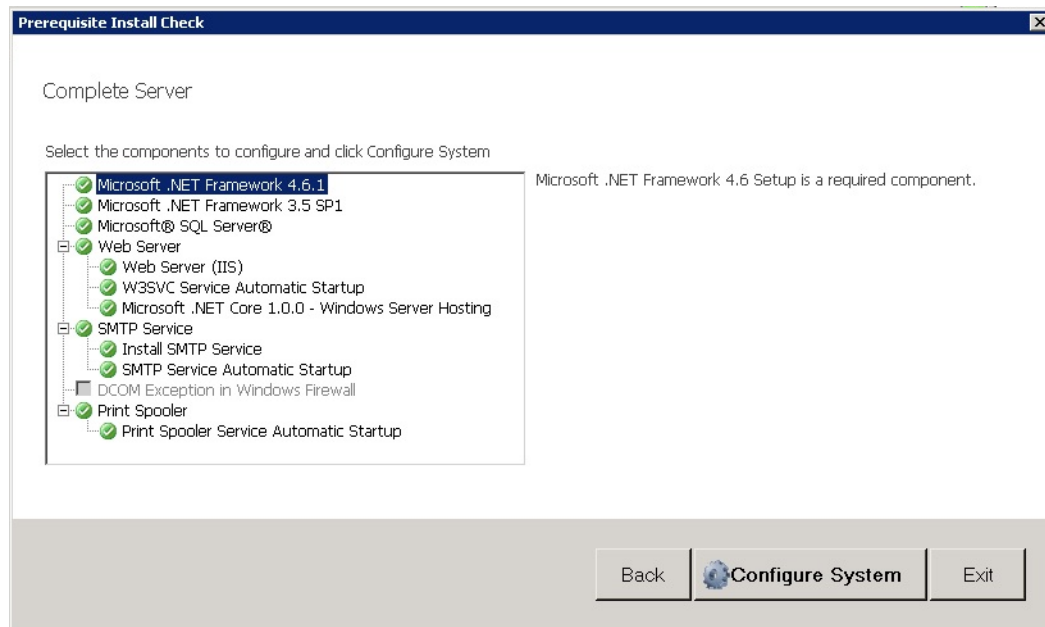 Prerequisite Install Check
Complete Server
Select the components to configure and click Configure System
Microsoft .NET Framework 4.6.1
Microsoft .NET Framework 3.5 SP1
Microsoft® SQL Server®
Web Server
Web Server (IIS)
W3SVC Service Automatic Startup
Microsoft .NET Core 1.0.0 - Windows Server Hosting
SMTP Service
Install SMTP Service
SMTP Service Automatic Startup
DCOM Exception in Windows Firewall
Print Spooler
Print Spooler Service Automatic Startup
Microsoft .NET Framework 4.6 Setup is a required component.
Back
Configure System
Exit